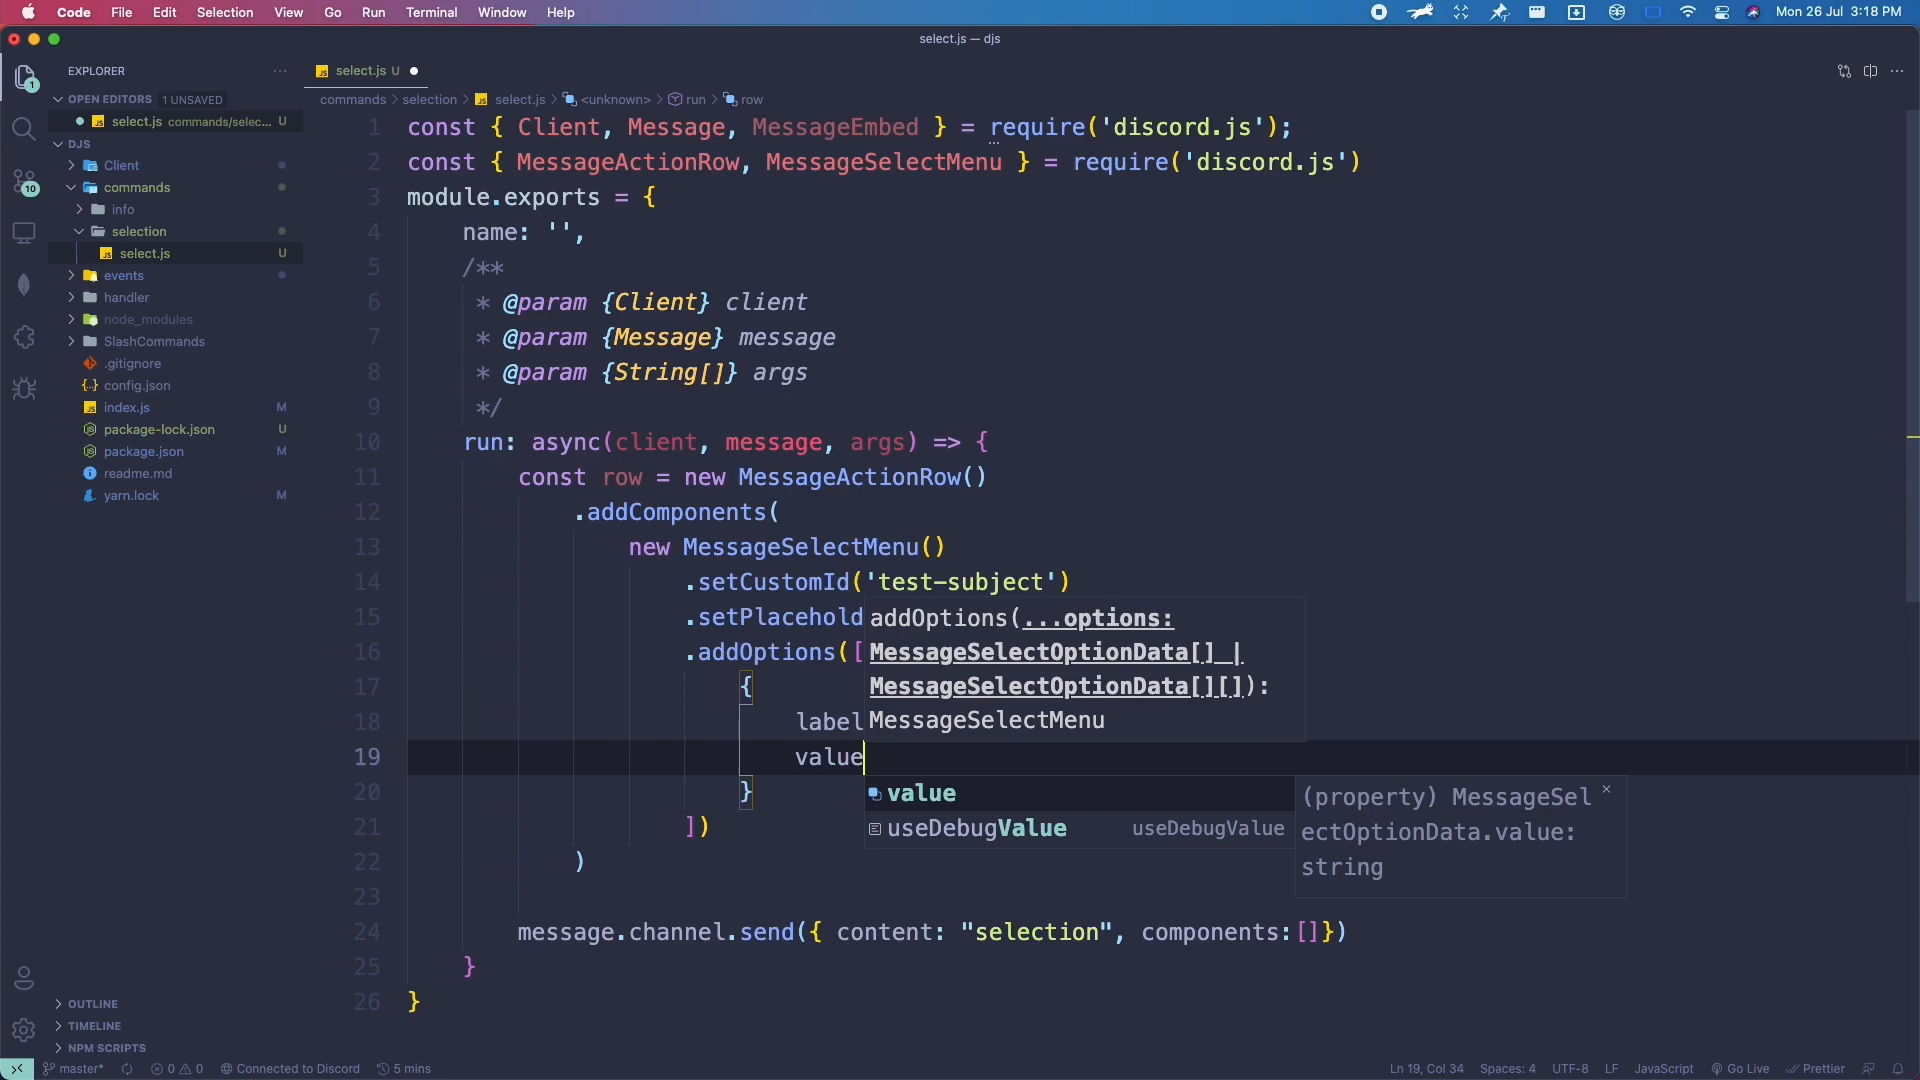 Code File Edit Selection View Go Run Terminal Window Help Mon 26 Jul 3:18 PM
select.js — djs
EXPLORER
select.js U
OPEN EDITORS 1 UNSAVED
commands > selection > select.js > <unknown> > run > row
select.js commands/selec... U
DJS
Client
commands
info
selection
select.js U
events
handler
node_modules
SlashCommands
.gitignore
config.json
index.js M
package-lock.json U
package.json M
readme.md
yarn.lock M
OUTLINE
TIMELINE
NPM SCRIPTS
1 const { Client, Message, MessageEmbed } = require('discord.js');
2 const { MessageActionRow, MessageSelectMenu } = require('discord.js')
3 module.exports = {
4 name: '',
5 /**
6 * @param {Client} client
7 * @param {Message} message
8 * @param {String[]} args
9 */
10 run: async(client, message, args) => {
11 const row = new MessageActionRow()
12 .addComponents(
13 new MessageSelectMenu()
14 .setCustomId('test-subject')
15 .setPlacehold
16 .addOptions([
17 {
18 label
19 value
20 }
21 ])
22 )
23
24 message.channel.send({ content: "selection", components:[]})
25 }
26 }
addOptions(...options:
MessageSelectOptionData[] |
MessageSelectOptionData[][]):
MessageSelectMenu
value
useDebugValue useDebugValue
(property) MessageSel
ectOptionData.value:
string
1
10
master* 0 0 Connected to Discord 5 mins Ln 19, Col 34 Spaces: 4 UTF-8 LF JavaScript Go Live Prettier